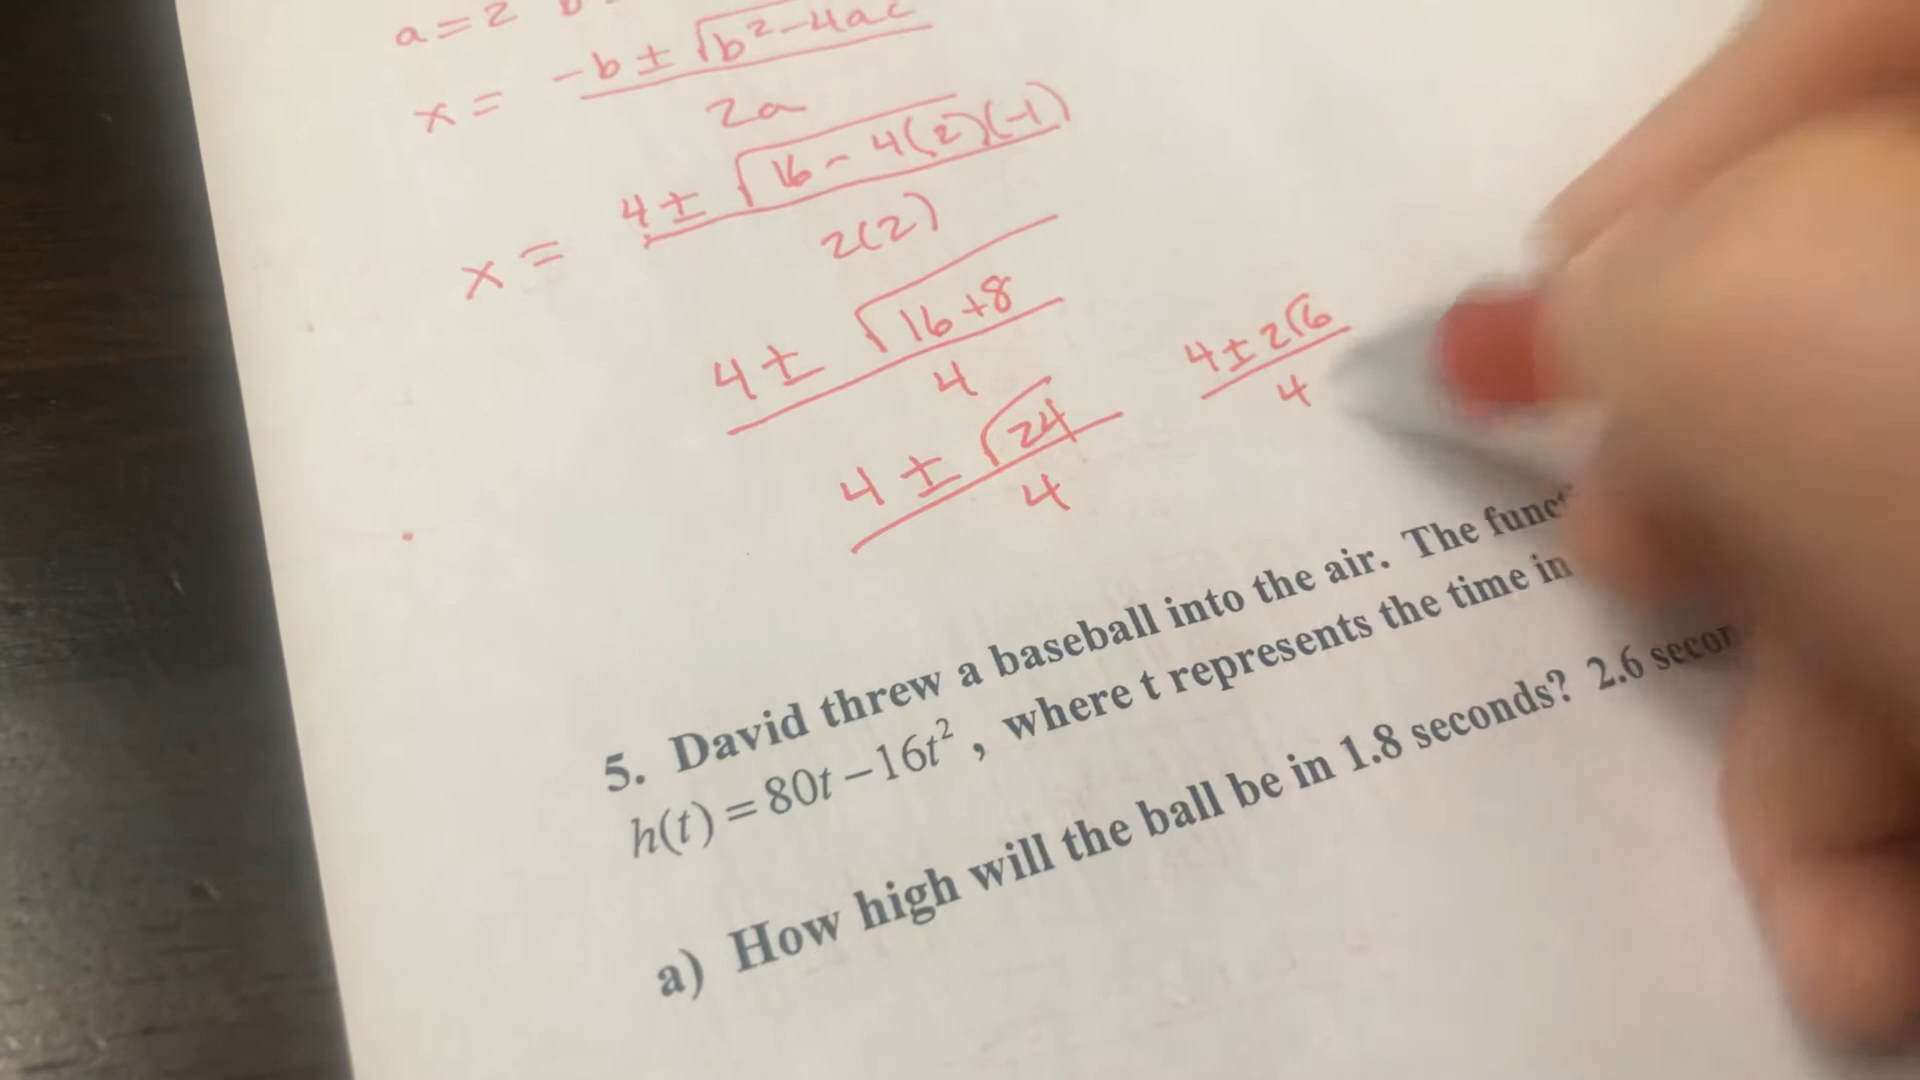 a = 2
x = -b ± √b²-4ac / 2a
x = 4 ± √16 - 4(2)(-1) / 2(2)
4 ± √16+8 / 4
4 ± √24 / 4
4 ± 2√6 / 4
5. David threw a baseball into the air. The
h(t) = 80t – 16t² , where t represents the time in
a) How high will the ball be in 1.8 seconds? 2.6